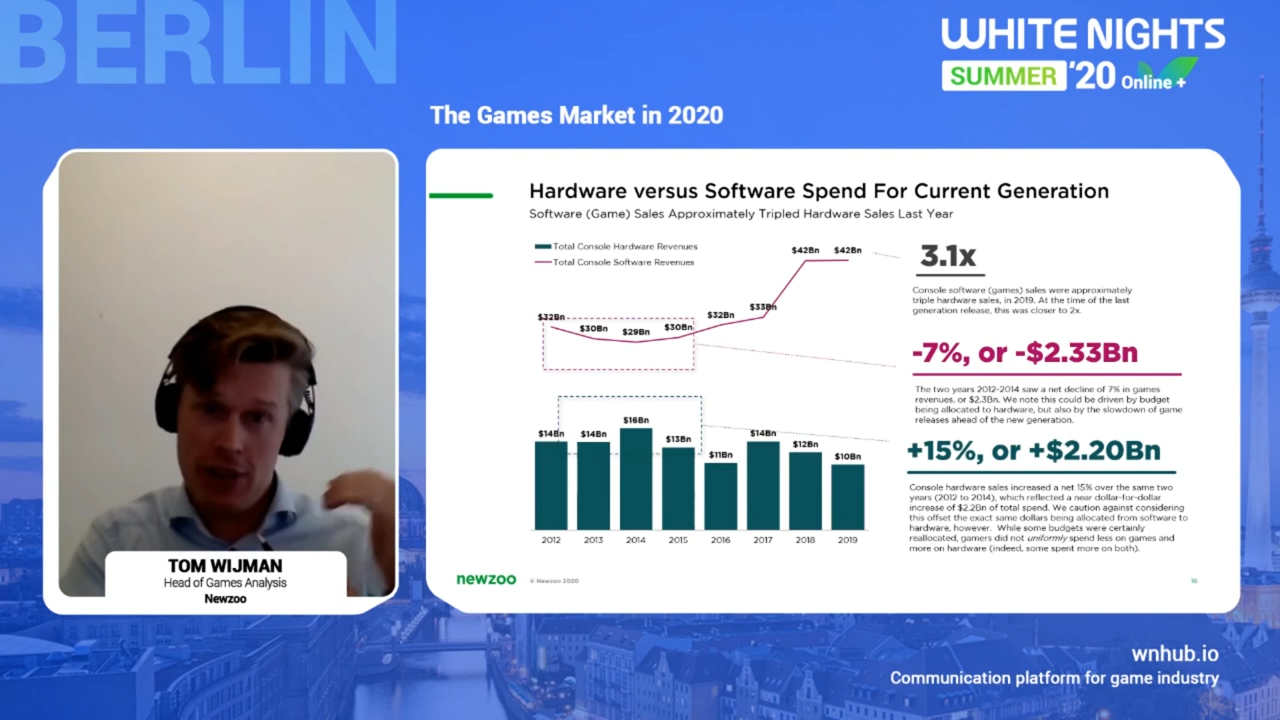 BERLIN
WHITE NIGHTS
SUMMER '20 Online +
The Games Market in 2020
Hardware versus Software Spend For Current Generation
Software (Game) Sales Approximately Tripled Hardware Sales Last Year
Total Console Hardware Revenues
Total Console Software Revenues
$32Bn
$30Bn
$29Bn
$30Bn
$32Bn
$33Bn
$42Bn
$42Bn
$14Bn
$14Bn
$16Bn
$13Bn
$11Bn
$14Bn
$12Bn
$10Bn
2012 2013 2014 2015 2016 2017 2018 2019
3.1x
Console software (games) sales were approximately
triple hardware sales, in 2019. At the time of the last
generation release, this was closer to 2x.
-7%, or -$2.33Bn
The two years 2012-2014 saw a net decline of 7% in games
revenues, or $2.3Bn. We note this could be driven by budget
being allocated to hardware, but also by the slowdown of game
releases ahead of the new generation.
+15%, or +$2.20Bn
Console hardware sales increased a net 15% over the same two
years (2012 to 2014), which reflected a near dollar-for-dollar
increase of $2.2Bn of total spend. We caution against considering
this offset the exact same dollars being allocated from software to
hardware, however. While some budgets were certainly
reallocated, gamers did not uniformly spend less on games and
more on hardware (indeed, some spent more on both).
newzoo
© Newzoo 2020
16
TOM WIJMAN
Head of Games Analysis
Newzoo
wnhub.io
Communication platform for game industry